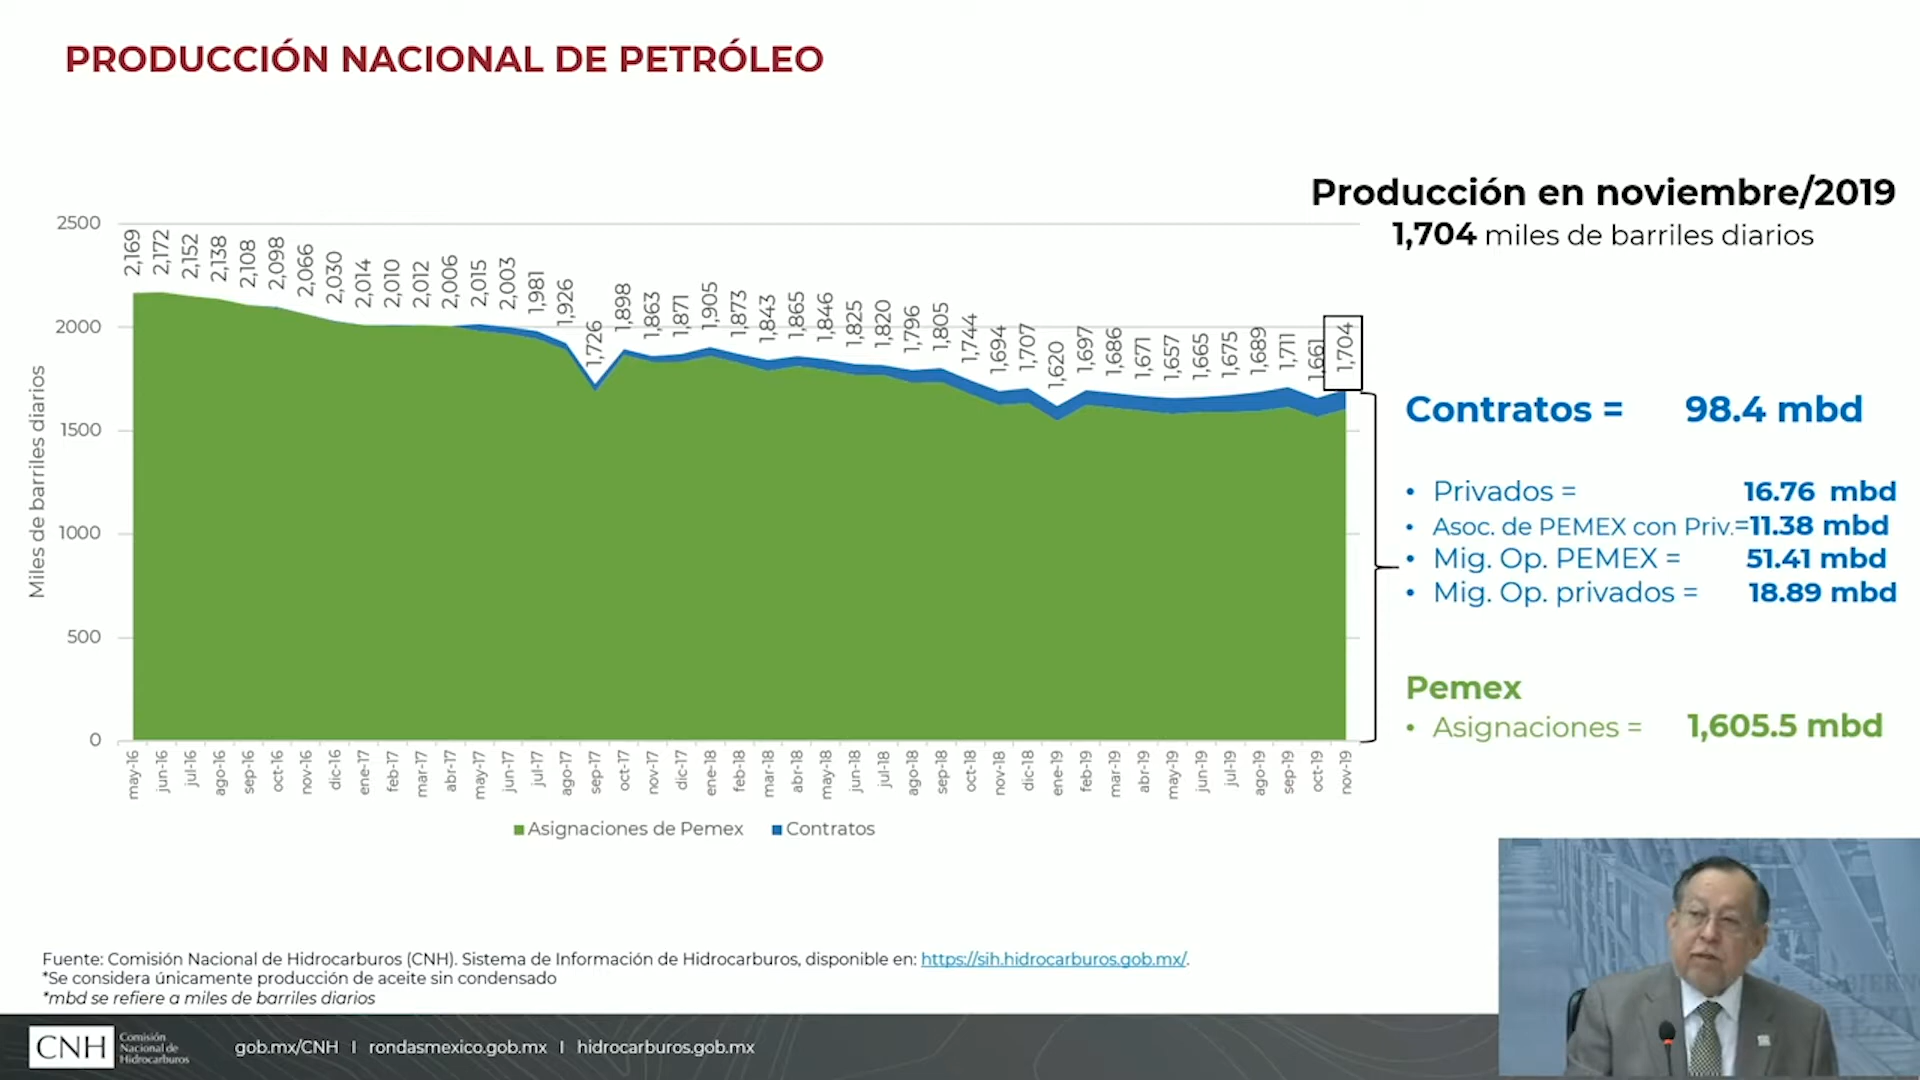 PRODUCCIÓN NACIONAL DE PETRÓLEO
Producción en noviembre/2019
1,704 miles de barriles diarios
Miles de barriles diarios
2500
2000
1500
1000
500
0
2,169
2,172
2,152
2,138
2,108
2,098
2,066
2,030
2,014
2,010
2,012
2,006
2,015
2,003
1,981
1,926
1,726
1,898
1,863
1,871
1,905
1,873
1,843
1,865
1,846
1,825
1,820
1,796
1,805
1,744
1,694
1,707
1,620
1,697
1,686
1,671
1,657
1,665
1,675
1,689
1,711
1,661
1,704
may-16
jun-16
jul-16
ago-16
sep-16
oct-16
nov-16
dic-16
ene-17
feb-17
mar-17
abr-17
may-17
jun-17
jul-17
ago-17
sep-17
oct-17
nov-17
dic-17
ene-18
feb-18
mar-18
abr-18
may-18
jun-18
jul-18
ago-18
sep-18
oct-18
nov-18
dic-18
ene-19
feb-19
mar-19
abr-19
may-19
jun-19
jul-19
ago-19
sep-19
oct-19
nov-19
Asignaciones de Pemex Contratos
Contratos = 98.4 mbd
• Privados = 16.76 mbd
• Asoc. de PEMEX con Priv.=11.38 mbd
• Mig. Op. PEMEX = 51.41 mbd
• Mig. Op. privados = 18.89 mbd
Pemex
• Asignaciones = 1,605.5 mbd
Fuente: Comisión Nacional de Hidrocarburos (CNH). Sistema de Información de Hidrocarburos, disponible en: https://sih.hidrocarburos.gob.mx/.
*Se considera únicamente producción de aceite sin condensado
*mbd se refiere a miles de barriles diarios
CNH
Comisión
Nacional de
Hidrocarburos
gob.mx/CNH I rondasmexico.gob.mx I hidrocarburos.gob.mx